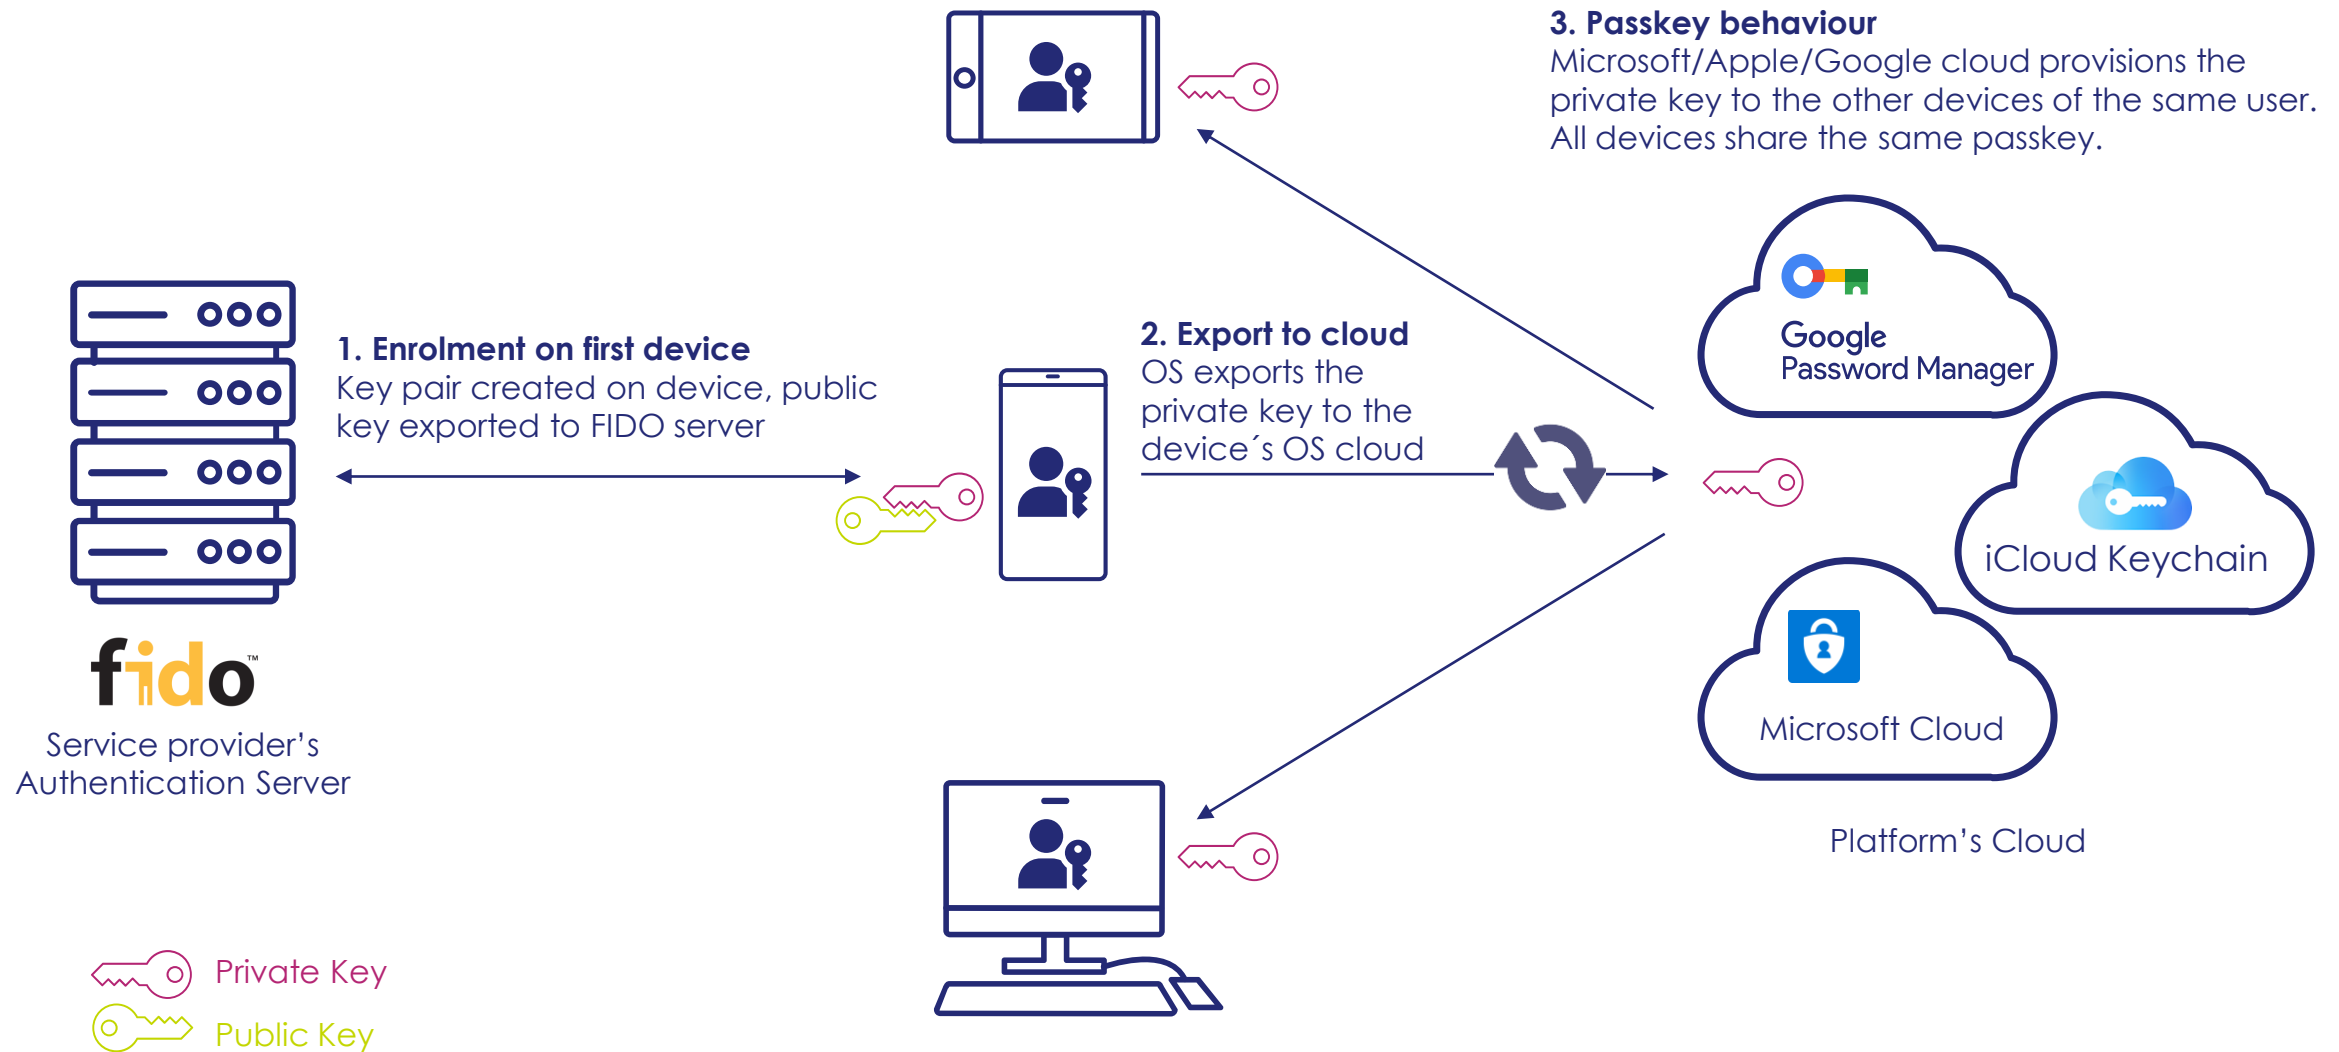 3. Passkey behaviour
Microsoft/Apple/Google cloud provisions the
private key to the other devices of the same user.
All devices share the same passkey.
1. Enrolment on first device
Key pair created on device, public
key exported to FIDO server
2. Export to cloud
OS exports the
private key to the
device´s OS cloud
Google
Password Manager
iCloud Keychain
Microsoft Cloud
Platform’s Cloud
fido™
Service provider’s
Authentication Server
Private Key
Public Key